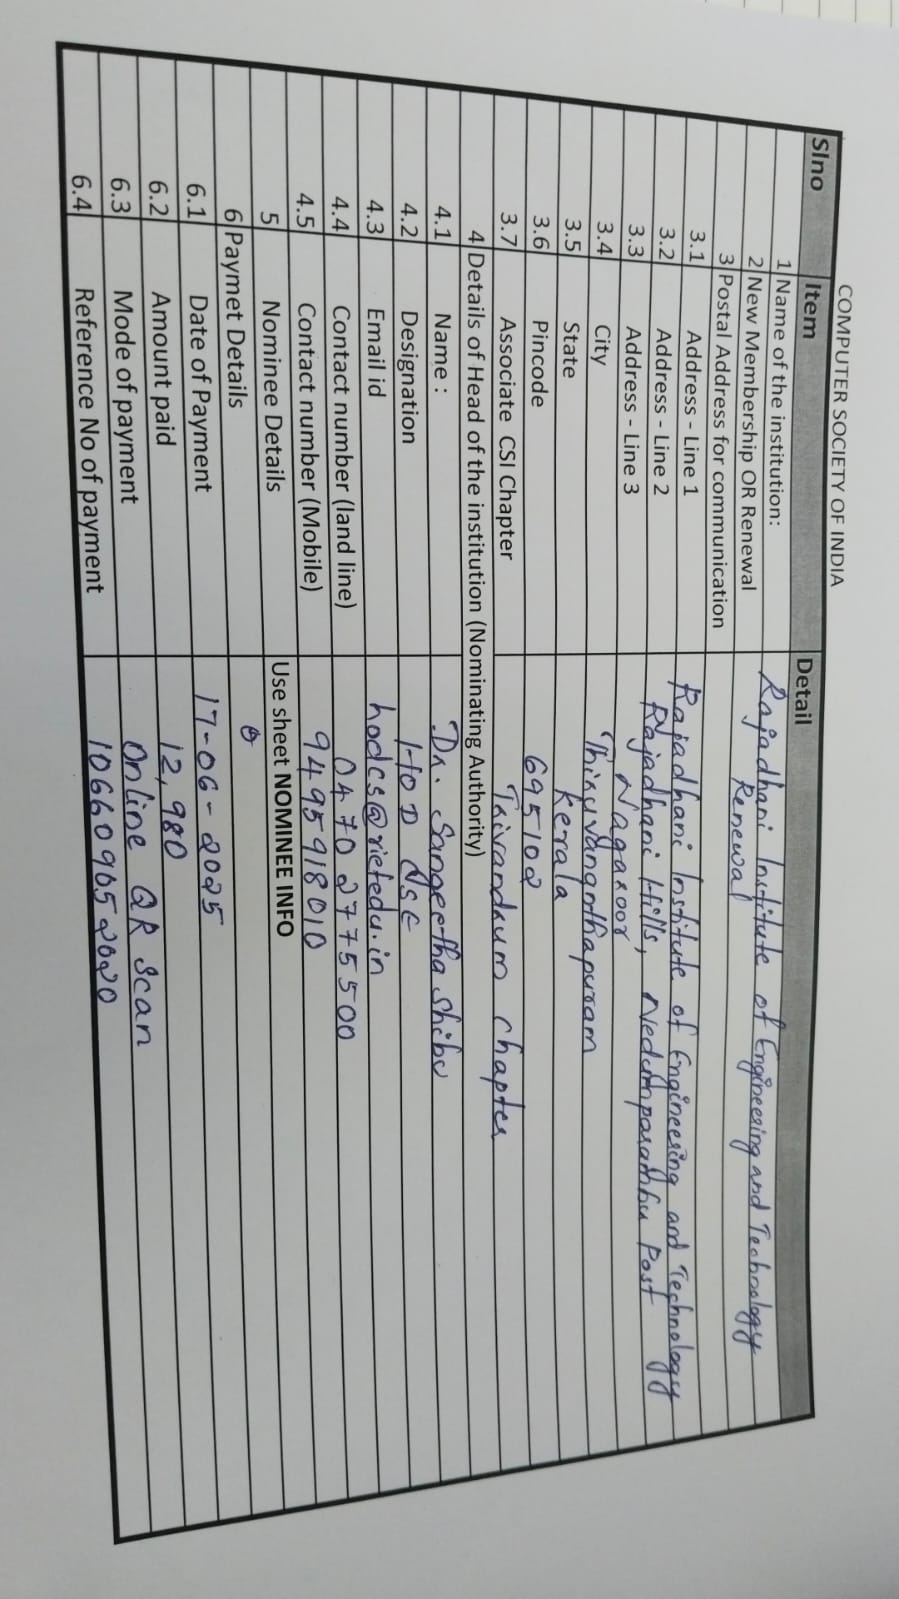 COMPUTER SOCIETY OF INDIA
Slno Item Detail
1 Name of the institution: Rajadhani Institute of Engineering and Technology
2 New Membership OR Renewal Renewal
3 Postal Address for communication
3.1 Address - Line 1 Rajadhani Institute of Engineering and Technology
3.2 Address - Line 2 Rajadhani Hills, Nedumparambu Post
3.3 Address - Line 3 Nagaroor
3.4 City Thiruvananthapuram
3.5 State Kerala
3.6 Pincode 695102
3.7 Associate CSI Chapter Trivandrum Chapter
4 Details of Head of the institution (Nominating Authority)
4.1 Name : Dr. Sangeetha Shibu
4.2 Designation HOD CSE
4.3 Email id hodcs@rietedu.in
4.4 Contact number (land line) 0470 2775500
4.5 Contact number (Mobile) 9495918010
5 Nominee Details Use sheet NOMINEE INFO
6 Paymet Details
6.1 Date of Payment 17-06-2025
6.2 Amount paid 12,980
6.3 Mode of payment Online QR Scan
6.4 Reference No of payment 106609052020